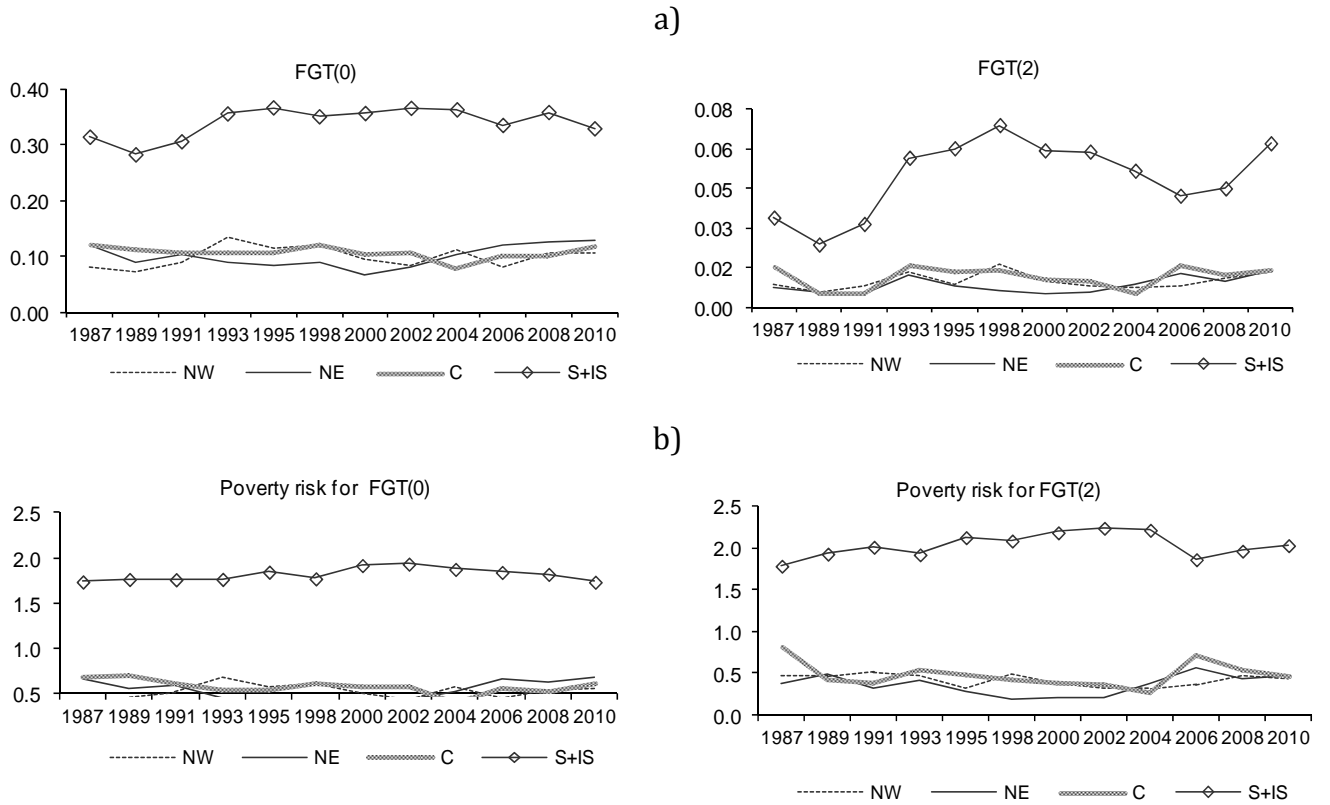 a)
FGT(0)
0.40
0.30
0.20
0.10
0.00
1987 1989 1991 1993 1995 1998 2000 2002 2004 2006 2008 2010
NW NE C S+IS
FGT(2)
0.08
0.06
0.05
0.03
0.02
0.00
1987 1989 1991 1993 1995 1998 2000 2002 2004 2006 2008 2010
NW NE C S+IS
b)
Poverty risk for FGT(0)
2.5
2.0
1.5
1.0
0.5
1987 1989 1991 1993 1995 1998 2000 2002 2004 2006 2008 2010
NW NE C S+IS
Poverty risk for FGT(2)
2.5
2.0
1.5
1.0
0.5
0.0
1987 1989 1991 1993 1995 1998 2000 2002 2004 2006 2008 2010
NW NE C S+IS